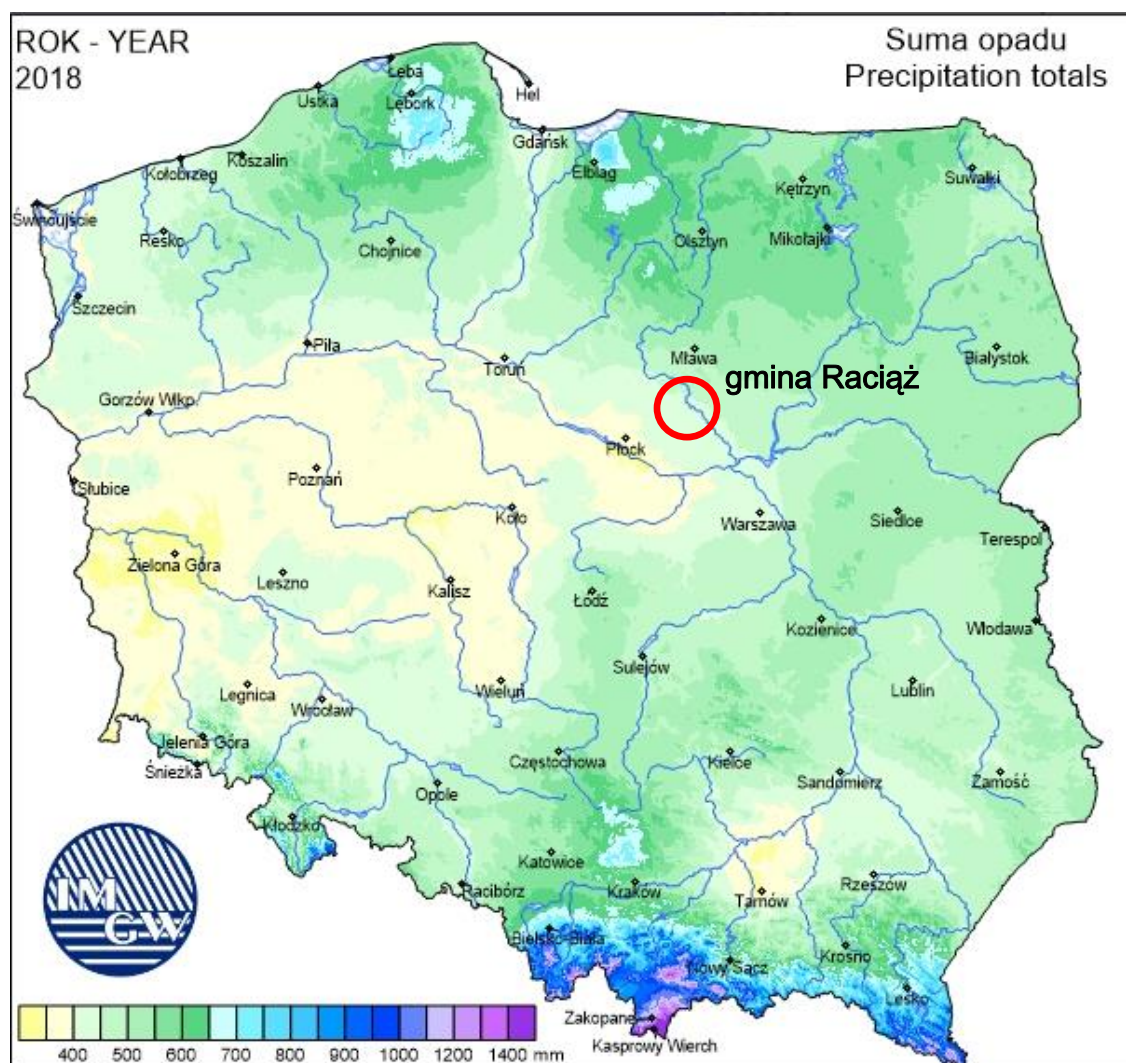 ROK - YEAR
2018
Suma opadu
Precipitation totals
Łeba
Hel
Ustka
Lębork
Gdańsk
Koszalin
Kołobrzeg
Elbląg
Kętrzyn
Suwałki
Świnoujście
Resko
Chojnice
Olsztyn
Mikołajki
Szczecin
Piła
Toruń
Mława
Białystok
gmina Raciąż
Gorzów Wlkp.
Płock
Słubice
Poznań
Koło
Warszawa
Siedlce
Terespol
Zielona Góra
Leszno
Kalisz
Łódź
Kozienice
Włodawa
Sulejów
Legnica
Wieluń
Lublin
Wrocław
Jelenia Góra
Śnieżka
Częstochowa
Kielce
Sandomierz
Zamość
Opole
Kłodzko
Katowice
Racibórz
Kraków
Tarnów
Rzeszów
IM
G-W
Bielsko-Biała
Nowy Sącz
Krosno
Lesko
Zakopane
Kasprowy Wierch
400 500 600 700 800 900 1000 1200 1400 mm